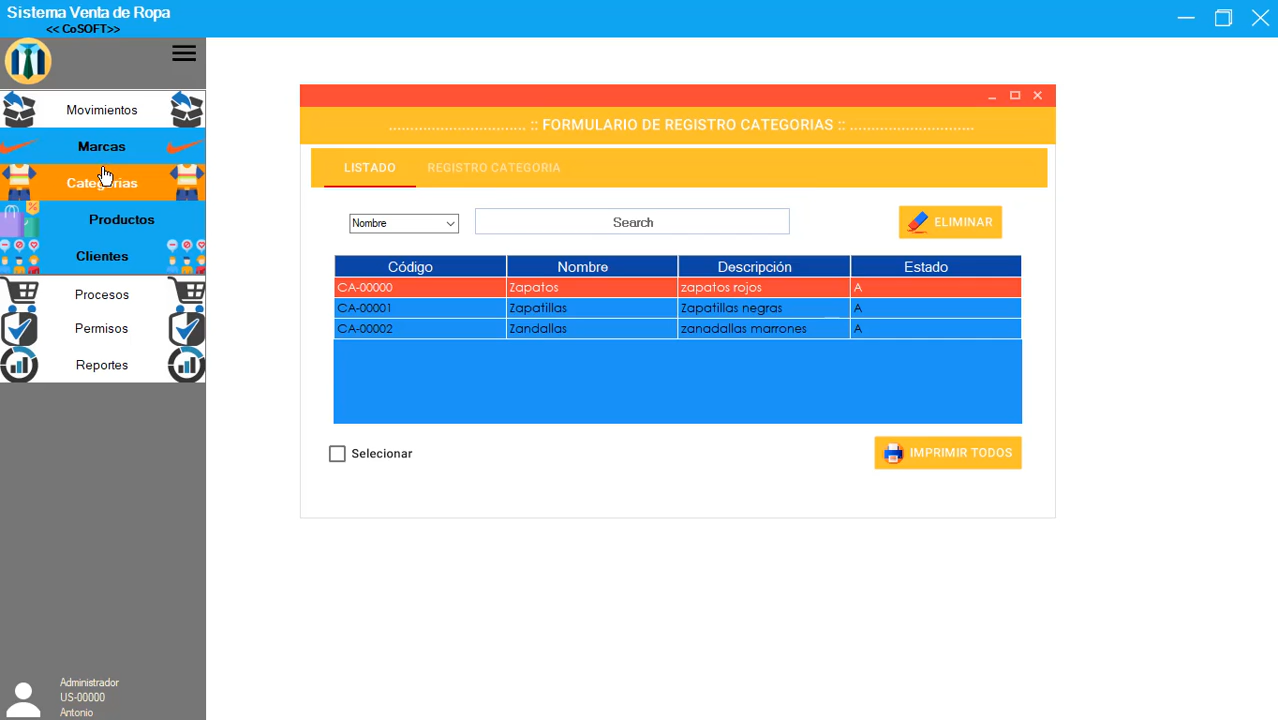 Sistema Venta de Ropa
<< CoSOFT>>
Movimientos
Marcas
Categorias
Productos
Clientes
Procesos
Permisos
Reportes
Administrador
US-00000
Antonio
.............................. :: FORMULARIO DE REGISTRO CATEGORIAS :: ...........................
LISTADO REGISTRO CATEGORIA
Nombre Search ELIMINAR
Código Nombre Descripción Estado
CA-00000 Zapatos zapatos rojos A
CA-00001 Zapatillas Zapatillas negras A
CA-00002 Zandallas zanadallas marrones A
Selecionar IMPRIMIR TODOS